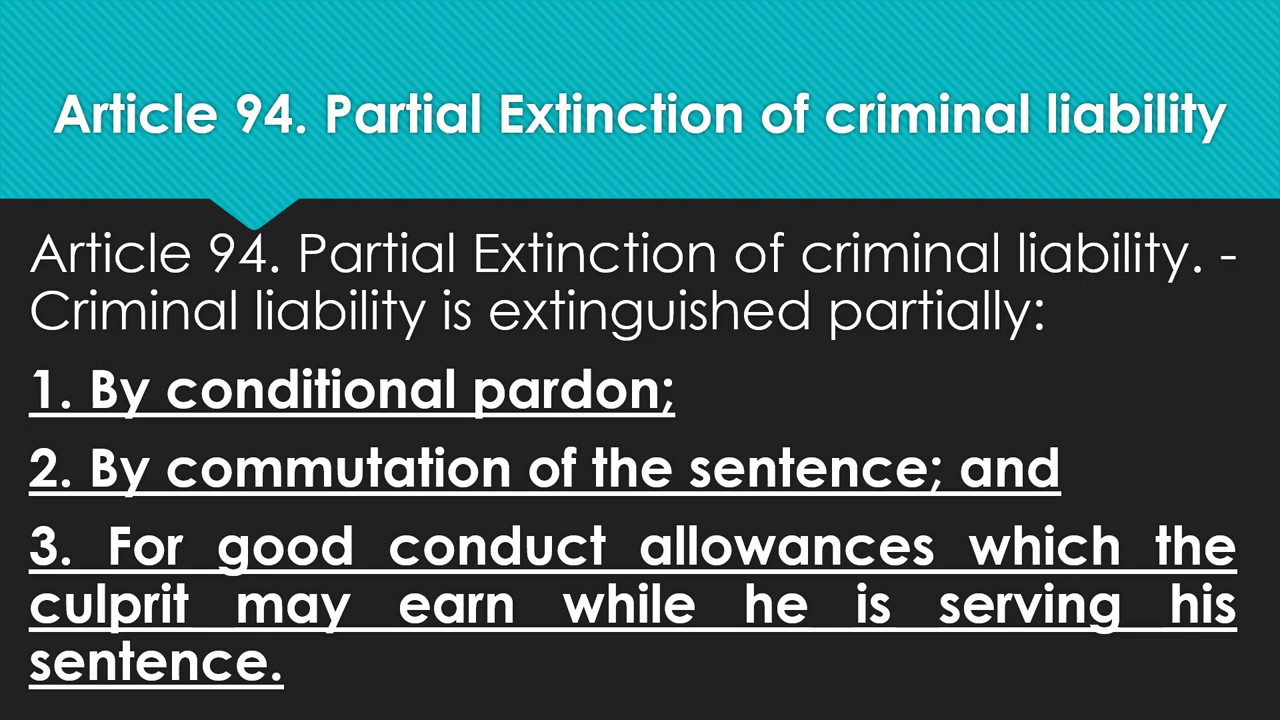 Article 94. Partial Extinction of criminal liability
Article 94. Partial Extinction of criminal liability. -
Criminal liability is extinguished partially:
1. By conditional pardon;
2. By commutation of the sentence; and
3. For good conduct allowances which the
culprit may earn while he is serving his
sentence.